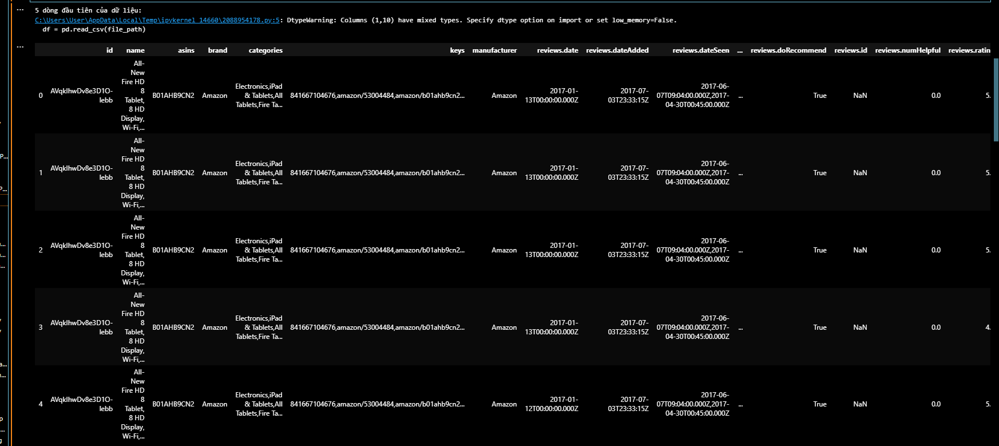 5 dòng đầu tiên của dữ liệu:
C:\Users\User\AppData\Local\Temp\ipykernel_14660\2088954178.py:5: DtypeWarning: Columns (1,10) have mixed types. Specify dtype option on import or set low_memory=False.
df = pd.read_csv(file_path)
id name asins brand categories keys manufacturer reviews.date reviews.dateAdded reviews.dateSeen ... reviews.doRecommend reviews.id reviews.numHelpful reviews.ratin
0 AVqkIhwDv8e3D1O-lebb All-New Fire HD 8 Tablet, 8 HD Display, Wi-Fi,... B01AHB9CN2 Amazon Electronics,iPad & Tablets,All Tablets,Fire Ta... 841667104676,amazon/53004484,amazon/b01ahb9cn2... Amazon 2017-01-13T00:00:00.000Z 2017-07-03T23:33:15Z 2017-06-07T09:04:00.000Z,2017-04-30T00:45:00.000Z ... True NaN 0.0 5.
1 AVqkIhwDv8e3D1O-lebb All-New Fire HD 8 Tablet, 8 HD Display, Wi-Fi,... B01AHB9CN2 Amazon Electronics,iPad & Tablets,All Tablets,Fire Ta... 841667104676,amazon/53004484,amazon/b01ahb9cn2... Amazon 2017-01-13T00:00:00.000Z 2017-07-03T23:33:15Z 2017-06-07T09:04:00.000Z,2017-04-30T00:45:00.000Z ... True NaN 0.0 5.
2 AVqkIhwDv8e3D1O-lebb All-New Fire HD 8 Tablet, 8 HD Display, Wi-Fi,... B01AHB9CN2 Amazon Electronics,iPad & Tablets,All Tablets,Fire Ta... 841667104676,amazon/53004484,amazon/b01ahb9cn2... Amazon 2017-01-13T00:00:00.000Z 2017-07-03T23:33:15Z 2017-06-07T09:04:00.000Z,2017-04-30T00:45:00.000Z ... True NaN 0.0 5.
3 AVqkIhwDv8e3D1O-lebb All-New Fire HD 8 Tablet, 8 HD Display, Wi-Fi,... B01AHB9CN2 Amazon Electronics,iPad & Tablets,All Tablets,Fire Ta... 841667104676,amazon/53004484,amazon/b01ahb9cn2... Amazon 2017-01-13T00:00:00.000Z 2017-07-03T23:33:15Z 2017-06-07T09:04:00.000Z,2017-04-30T00:45:00.000Z ... True NaN 0.0 4.
4 AVqkIhwDv8e3D1O-lebb All-New Fire HD 8 Tablet, 8 HD Display, Wi-Fi,... B01AHB9CN2 Amazon Electronics,iPad & Tablets,All Tablets,Fire Ta... 841667104676,amazon/53004484,amazon/b01ahb9cn2... Amazon 2017-01-12T00:00:00.000Z 2017-07-03T23:33:15Z 2017-06-07T09:04:00.000Z,2017-04-30T00:45:00.000Z ... True NaN 0.0 5.